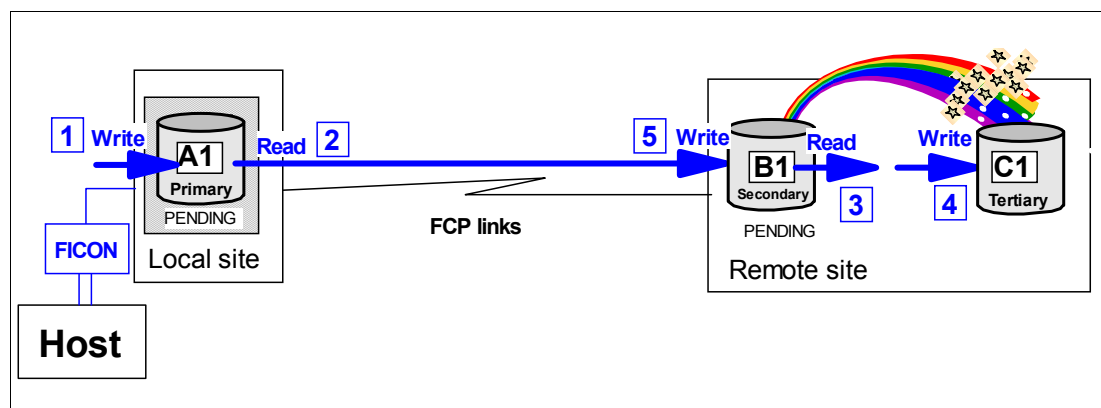 1 Write
A1
Primary
PENDING
Read 2
5 Write
B1
Secondary
PENDING
Read
3
Write
4
C1
Tertiary
FCP links
FICON
Local site
Remote site
Host